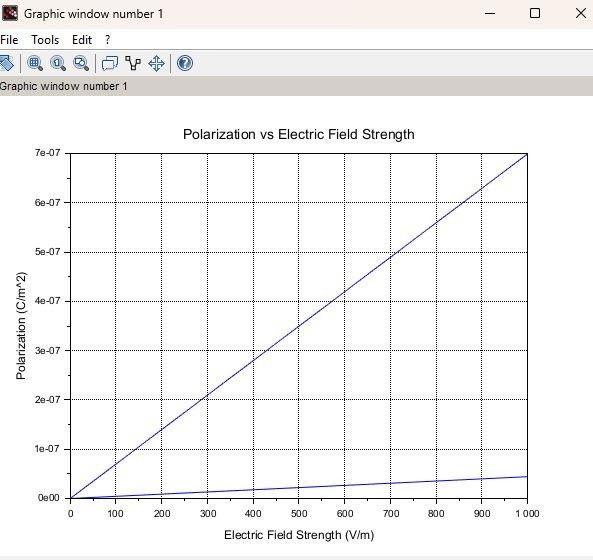 Graphic window number 1
File Tools Edit ?
Graphic window number 1
Polarization vs Electric Field Strength
7e-07
6e-07
5e-07
4e-07
3e-07
2e-07
1e-07
0e00
Polarization (C/m^2)
0 100 200 300 400 500 600 700 800 900 1 000
Electric Field Strength (V/m)